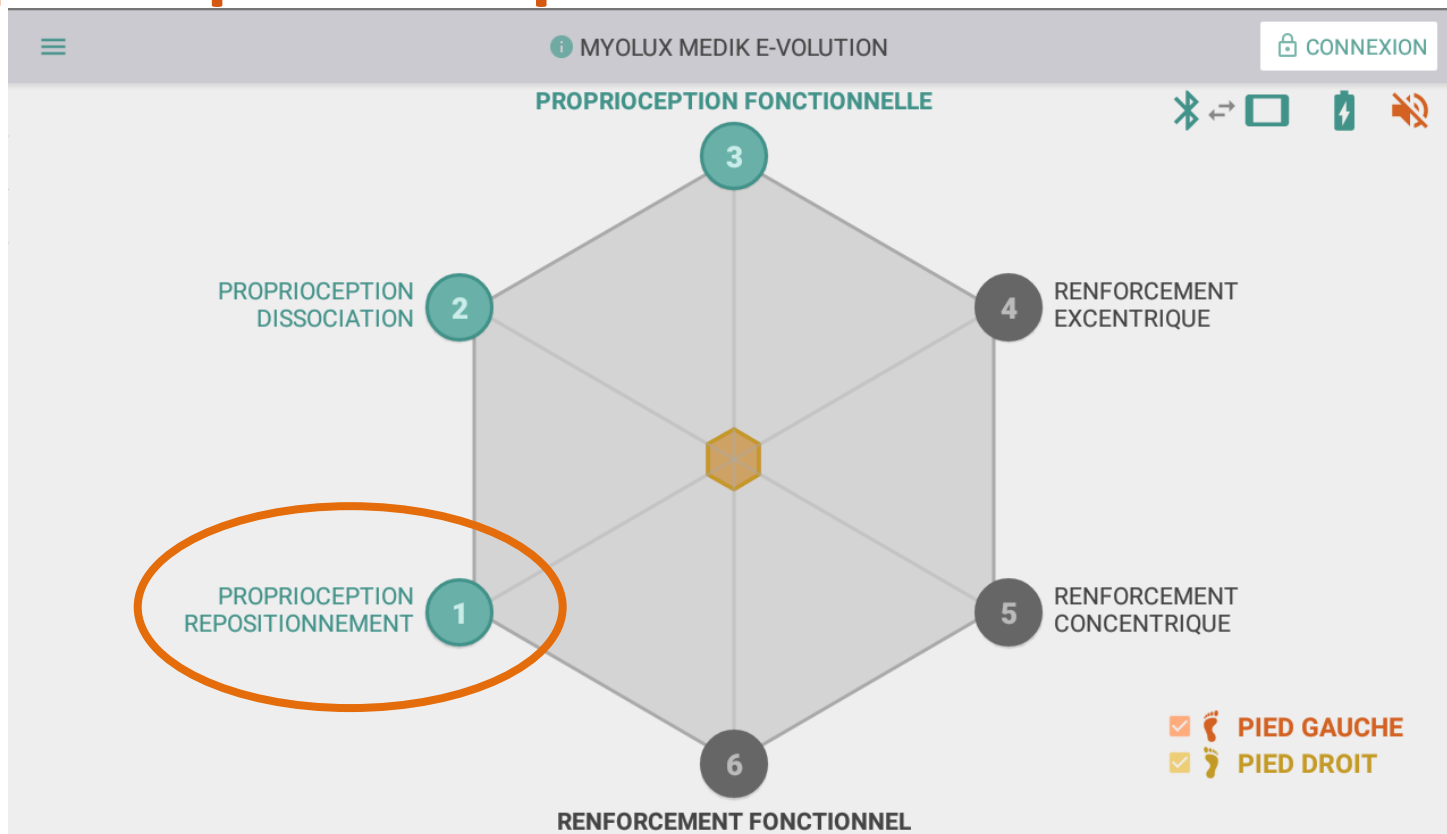 MYOLUX MEDIK E-VOLUTION
CONNEXION
PROPRIOCEPTION FONCTIONNELLE
3
PROPRIOCEPTION
DISSOCIATION
2
4
RENFORCEMENT
EXCENTRIQUE
PROPRIOCEPTION
REPOSITIONNEMENT
1
5
RENFORCEMENT
CONCENTRIQUE
6
RENFORCEMENT FONCTIONNEL
PIED GAUCHE
PIED DROIT